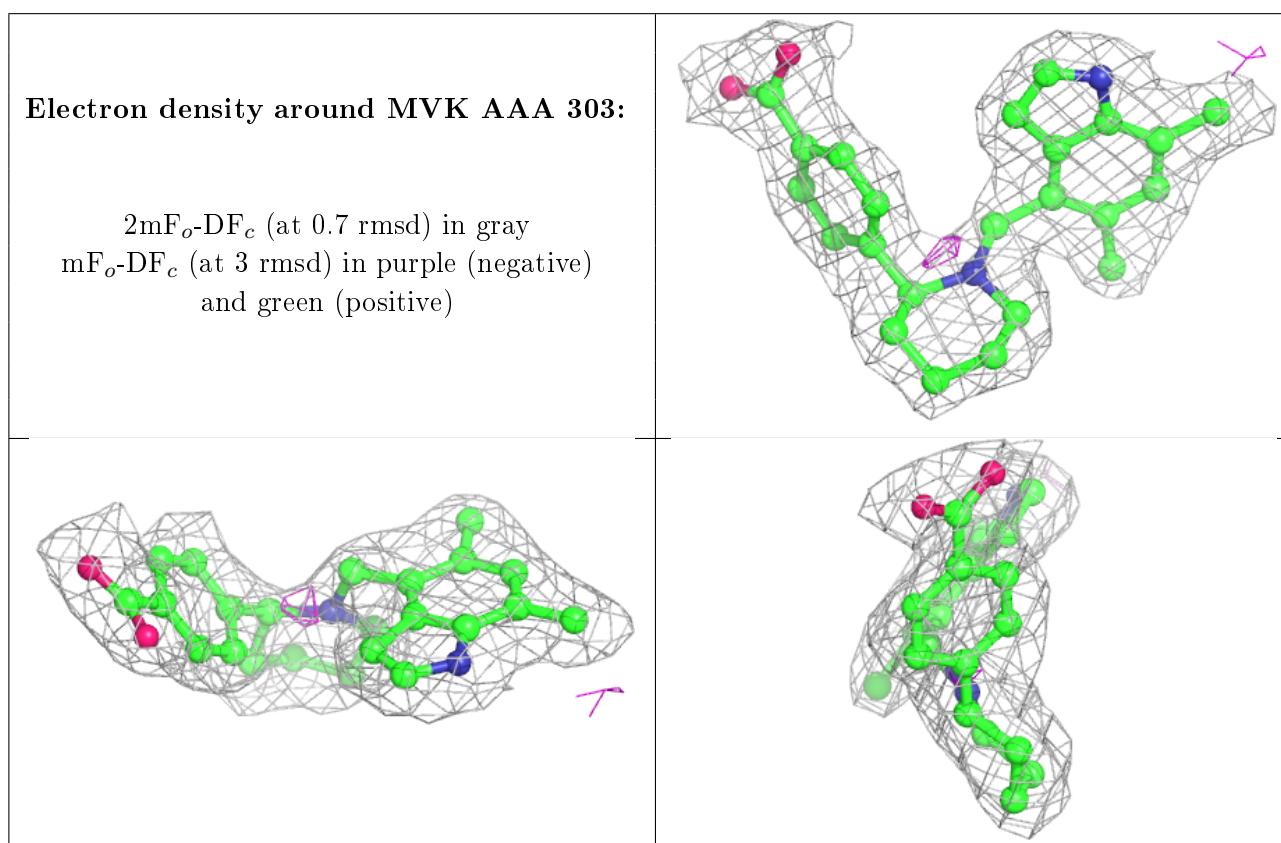 Electron density around MVK AAA 303:
2mFo-DFc (at 0.7 rmsd) in gray
mFo-DFc (at 3 rmsd) in purple (negative)
and green (positive)